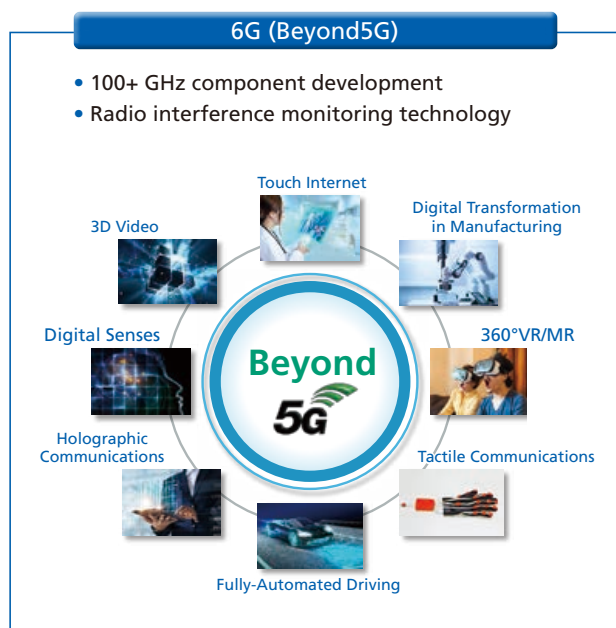 6G (Beyond5G)
• 100+ GHz component development
• Radio interference monitoring technology
Touch Internet
3D Video
Digital Transformation
in Manufacturing
Digital Senses
360°VR/MR
Beyond
5G
Holographic
Communications
Tactile Communications
Fully-Automated Driving